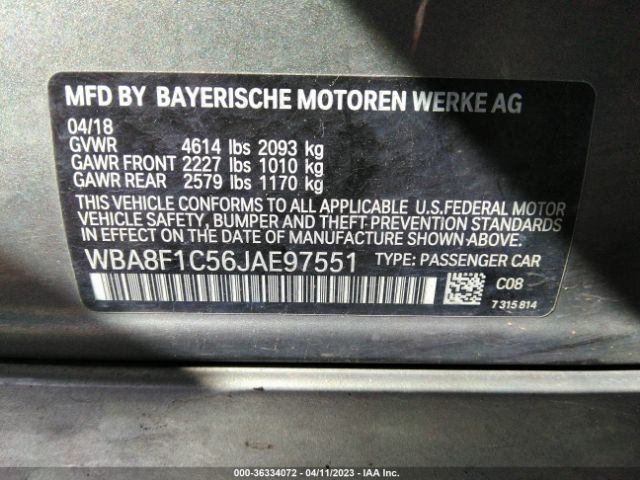 MFD BY BAYERISCHE MOTOREN WERKE AG
04/18
GVWR 4614 lbs 2093 kg
GAWR FRONT 2227 lbs 1010 kg
GAWR REAR 2579 lbs 1170 kg
THIS VEHICLE CONFORMS TO ALL APPLICABLE U.S.FEDERAL MOTOR
VEHICLE SAFETY, BUMPER AND THEFT PREVENTION STANDARDS
IN EFFECT ON THE DATE OF MANUFACTURE SHOWN ABOVE.
WBA8F1C56JAE97551 TYPE: PASSENGER CAR
C08
7 315 814
000-36334072 - 04/11/2023 - IAA Inc.